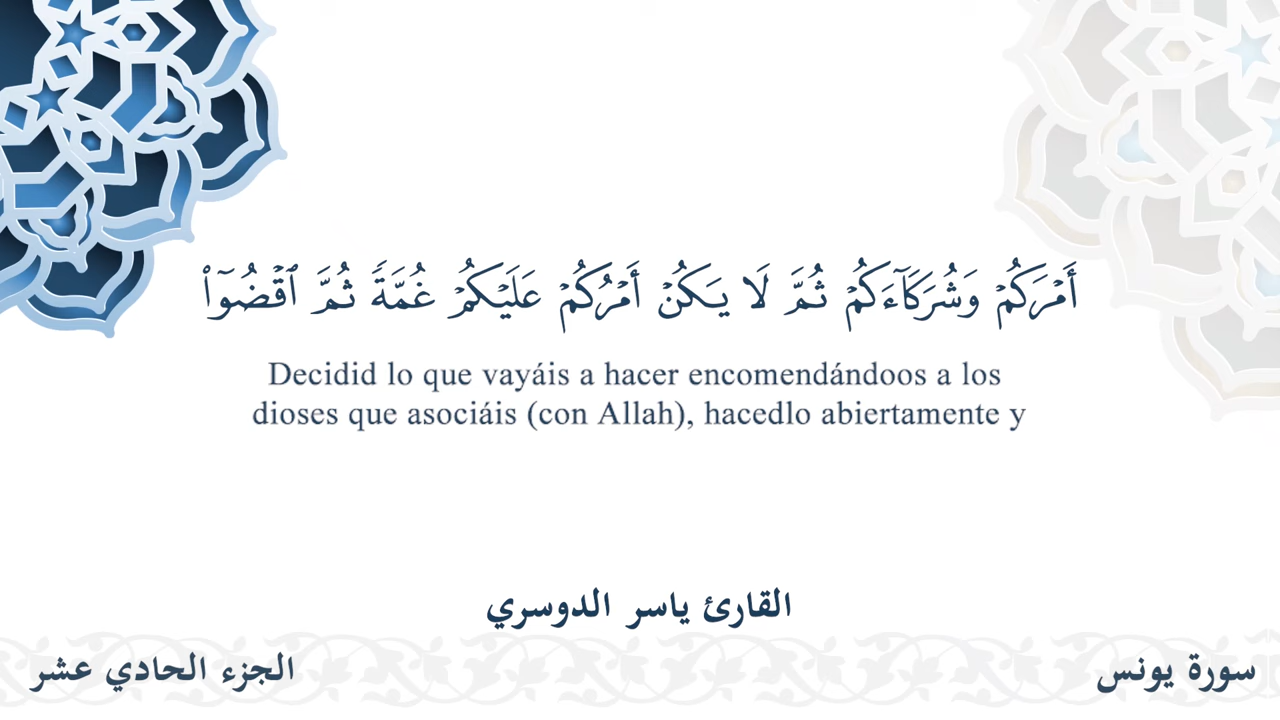 أَمۡرَكُمۡ وَشُرَكَآءَكُمۡ ثُمَّ لَا يَكُنۡ أَمۡرُكُمۡ عَلَيۡكُمۡ غُمَّةٗ ثُمَّ ٱقۡضُوٓاْ
Decidid lo que vayáis a hacer encomendándoos a los
dioses que asociáis (con Allah), hacedlo abiertamente y
القارئ ياسر الدوسري
سورة يونس
الجزء الحادي عشر